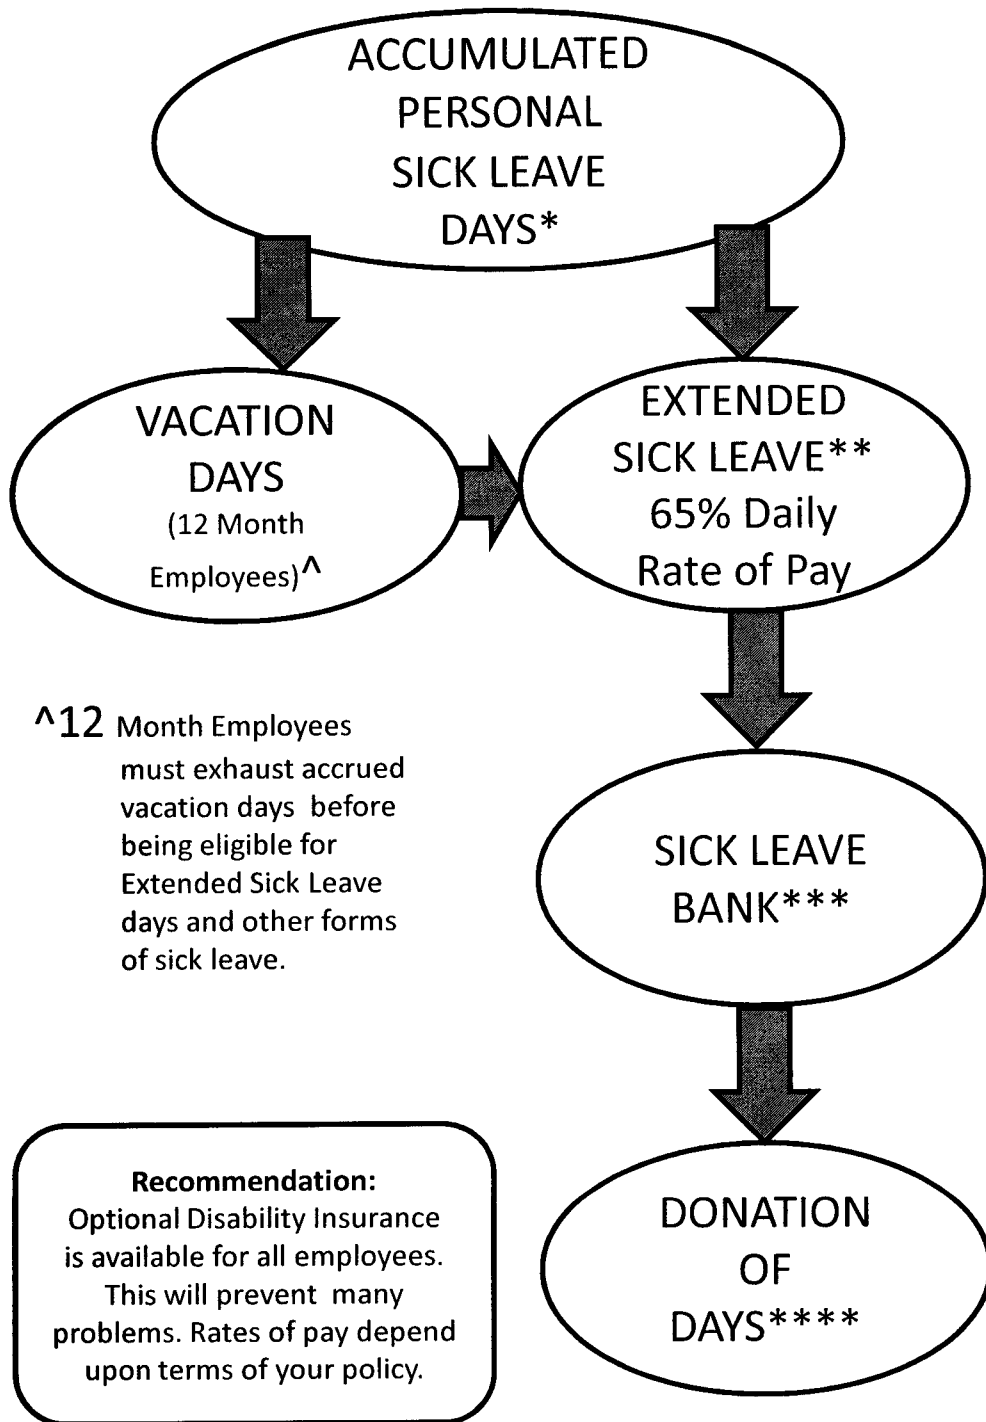 ACCUMULATED
PERSONAL
SICK LEAVE
DAYS*
VACATION
DAYS
(12 Month
Employees)^
EXTENDED
SICK LEAVE**
65% Daily
Rate of Pay
^12 Month Employees
must exhaust accrued
vacation days before
being eligible for
Extended Sick Leave
days and other forms
of sick leave.
SICK LEAVE
BANK***
Recommendation:
Optional Disability Insurance
is available for all employees.
This will prevent many
problems. Rates of pay depend
upon terms of your policy.
DONATION
OF
DAYS****